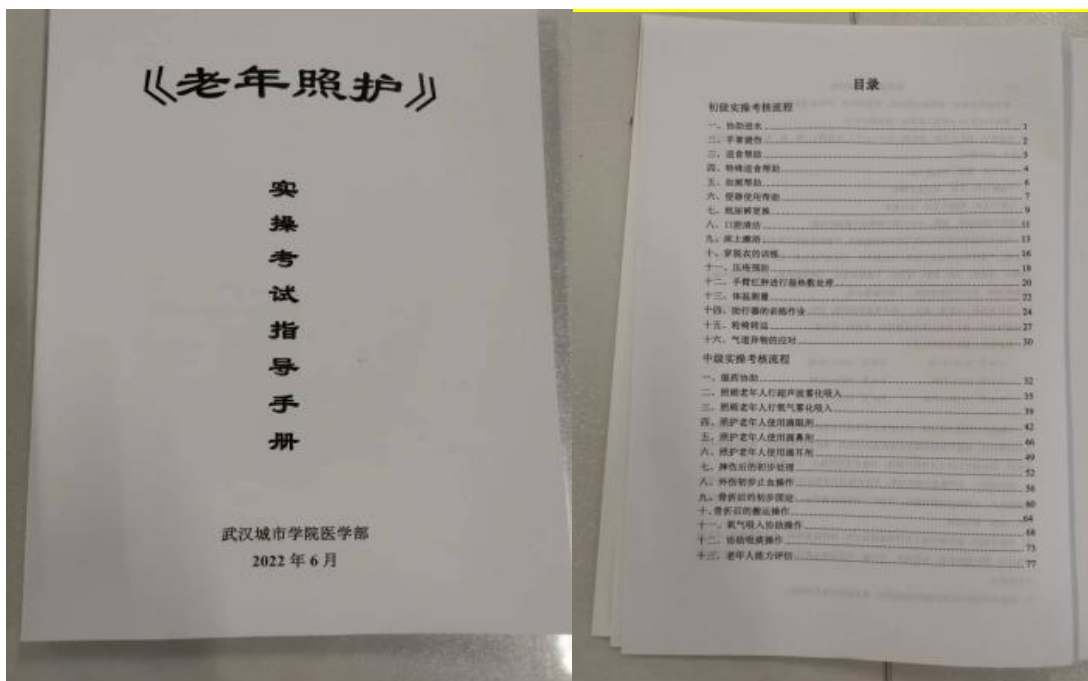 《老年照护》
实
操
考
试
指
导
手
册
武汉城市学院医学部
2022 年 6 月
目录
初级实操考核流程
一、协助进水 1
二、手番烫伤 2
三、进食帮助 3
四、特殊进食帮助 4
五、如厕帮助 6
六、便器使用帮助 7
七、纸尿裤更换 9
八、口腔清洁 11
九、床上擦浴 13
十、穿脱衣的训练 16
十一、压疮预防 18
十二、手臂红肿进行湿热敷处理 20
十三、体温测量 22
十四、助行器的训练作业 24
十五、轮椅转运 27
十六、气道异物的应对 30
中级实操考核流程
一、服药协助 32
二、照顾老年人行超声波雾化吸入 35
三、照顾老年人行氧气雾化吸入 39
四、照护老年人使用滴眼剂 42
五、照护老年人使用滴鼻剂 46
六、照护老年人使用滴耳剂 49
七、摔伤后的初步处理 52
八、外伤初步止血操作 56
九、骨折后的初步固定 60
十、骨折后的搬运操作 64
十一、氧气吸入协助操作 68
十二、协助吸痰操作 73
十三、老年人能力评估 77